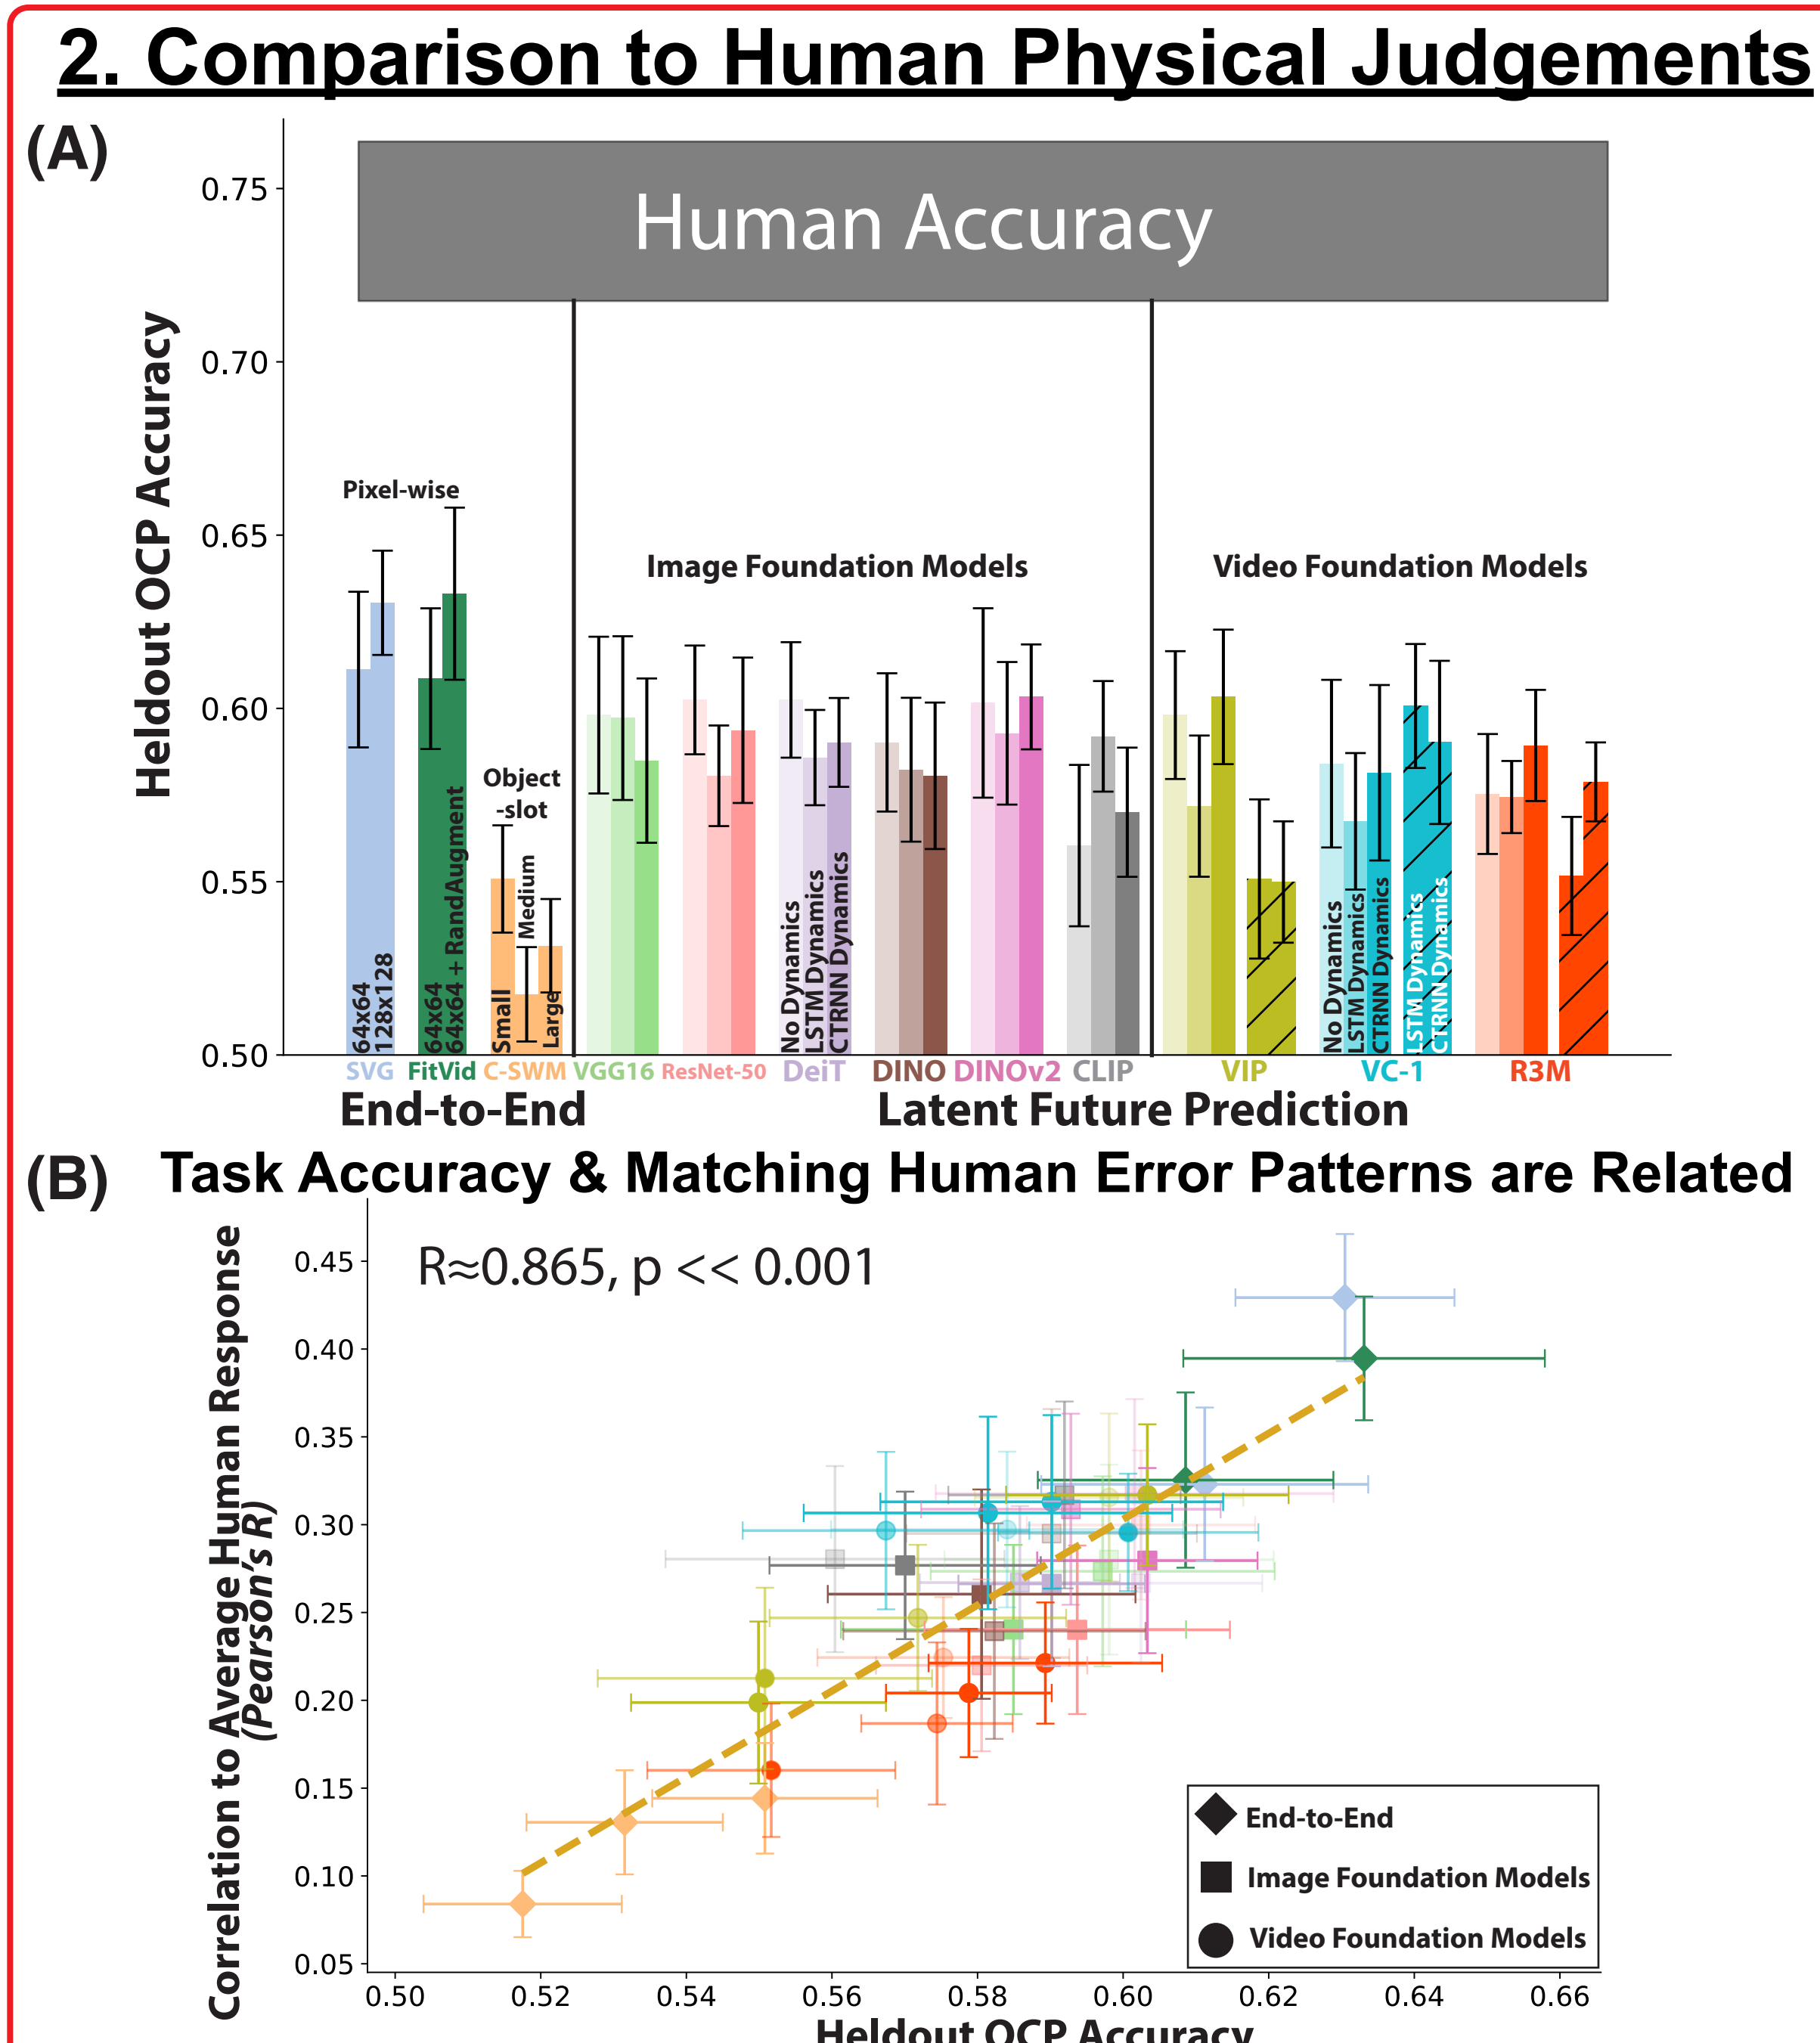 2. Comparison to Human Physical Judgements
(A)
Human Accuracy
Heldout OCP Accuracy
0.75
0.70
0.65
0.60
0.55
0.50
Pixel-wise
Object
-slot
Image Foundation Models
Video Foundation Models
64x64
128x128
64x64
64x64 + RandAugment
Small
Medium
Large
No Dynamics
LSTM Dynamics
CTRNN Dynamics
No Dynamics
LSTM Dynamics
CTRNN Dynamics
LSTM Dynamics
CTRNN Dynamics
SVG FitVid C-SWM VGG16 ResNet-50 DeiT DINO DINOv2 CLIP VIP VC-1 R3M
End-to-End Latent Future Prediction
(B) Task Accuracy & Matching Human Error Patterns are Related
Correlation to Average Human Response
(Pearson's R)
R≈0.865, p << 0.001
0.45
0.40
0.35
0.30
0.25
0.20
0.15
0.10
0.05
End-to-End
Image Foundation Models
Video Foundation Models
0.50 0.52 0.54 0.56 0.58 0.60 0.62 0.64 0.66
Heldout OCP Accuracy